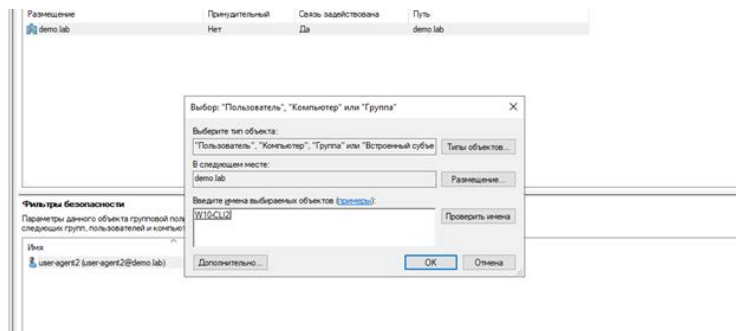 Размещение Принудительный Связь задействована Путь
demo.lab Нет Да demo.lab
Выбор: "Пользователь", "Компьютер" или "Группа"
Выберите тип объекта:
"Пользователь", "Компьютер", "Группа" или "Встроенный субъе Типы объектов...
В следующем месте:
demo.lab Размещение...
Введите имена выбираемых объектов (примеры):
W10-CLI2 Проверить имена
Дополнительно... ОК Отмена
Фильтры безопасности
Параметры данного объекта групповой пол
следующих групп, пользователей и компьют
Имя
user-agent2 (user-agent2@demo.lab)